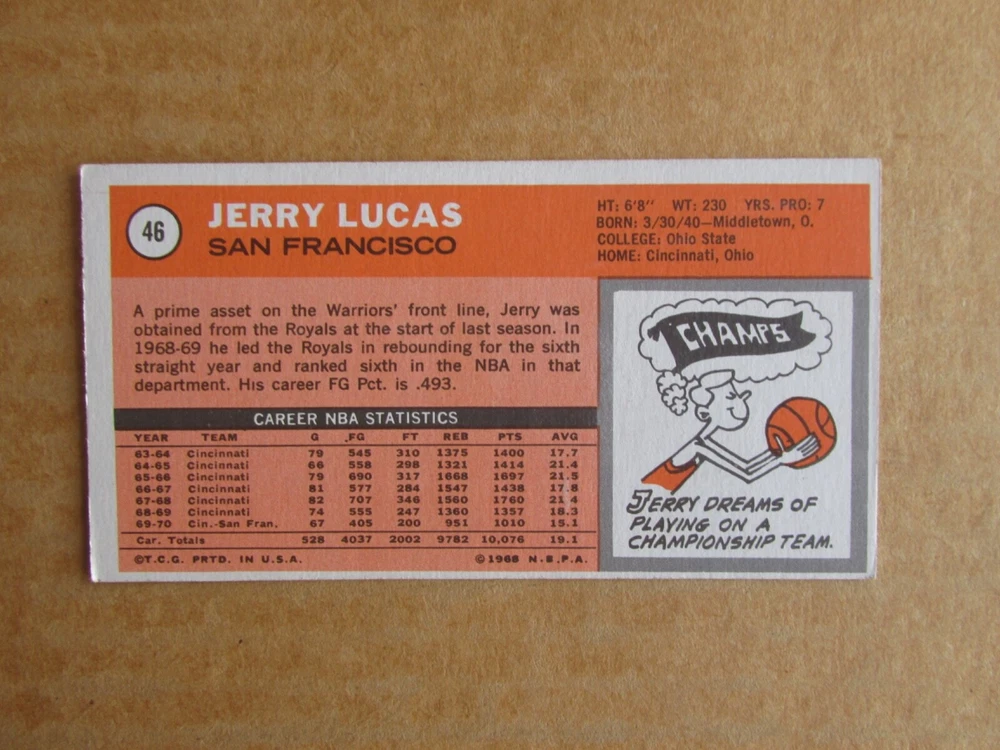 46
JERRY LUCAS
SAN FRANCISCO
HT: 6'8" WT: 230 YRS. PRO: 7
BORN: 3/30/40—Middletown, O.
COLLEGE: Ohio State
HOME: Cincinnati, Ohio
A prime asset on the Warriors' front line, Jerry was
obtained from the Royals at the start of last season. In
1968-69 he led the Royals in rebounding for the sixth
straight year and ranked sixth in the NBA in that
department. His career FG Pct. is .493.
CAREER NBA STATISTICS
YEAR TEAM G FG FT REB PTS AVG
63-64 Cincinnati 79 545 310 1375 1400 17.7
64-65 Cincinnati 66 558 298 1321 1414 21.4
65-66 Cincinnati 79 690 317 1668 1697 21.5
66-67 Cincinnati 81 577 284 1547 1438 17.8
67-68 Cincinnati 82 707 346 1560 1760 21.4
68-69 Cincinnati 74 555 247 1360 1357 18.3
69-70 Cin.-San Fran. 67 405 200 951 1010 15.1
Car. Totals 528 4037 2002 9782 10,076 19.1
©T.C.G. PRTD. IN U.S.A. ©1968 N.B.P.A.
CHAMPS
JERRY DREAMS OF
PLAYING ON A
CHAMPIONSHIP TEAM.